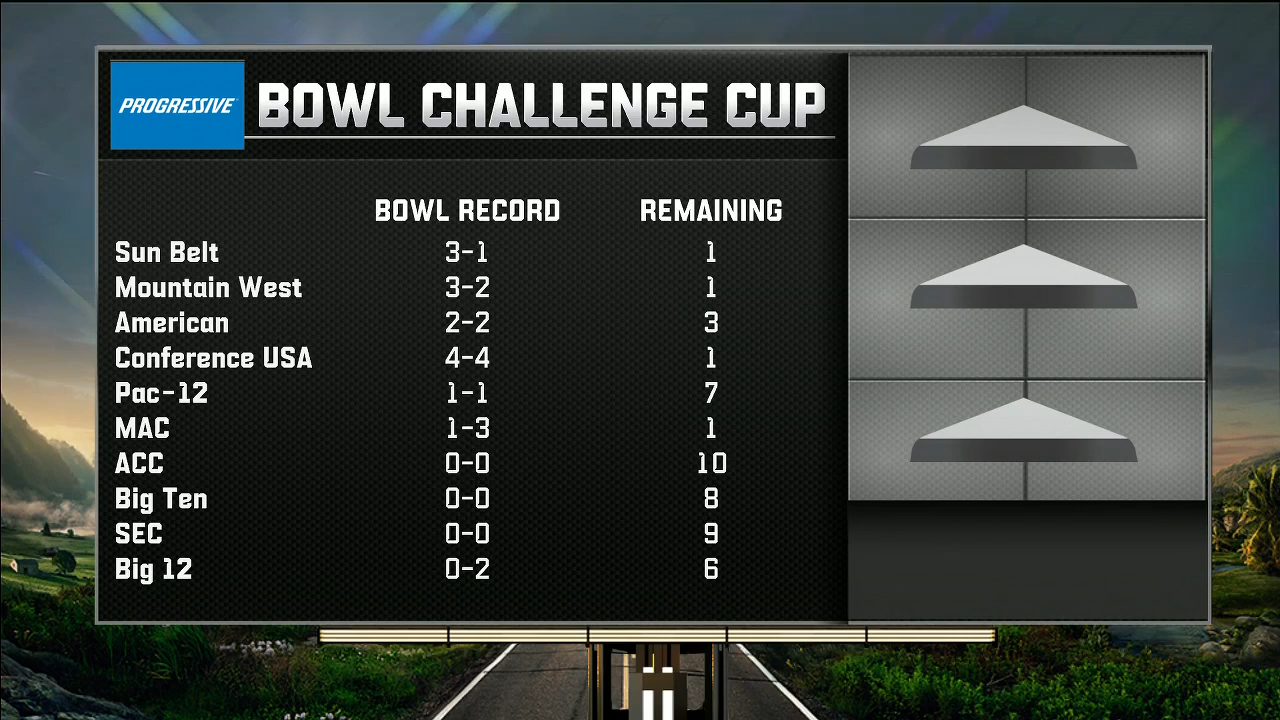 PROGRESSIVE
BOWL CHALLENGE CUP
BOWL RECORD REMAINING
Sun Belt 3-1 1
Mountain West 3-2 1
American 2-2 3
Conference USA 4-4 1
Pac-12 1-1 7
MAC 1-3 1
ACC 0-0 10
Big Ten 0-0 8
SEC 0-0 9
Big 12 0-2 6